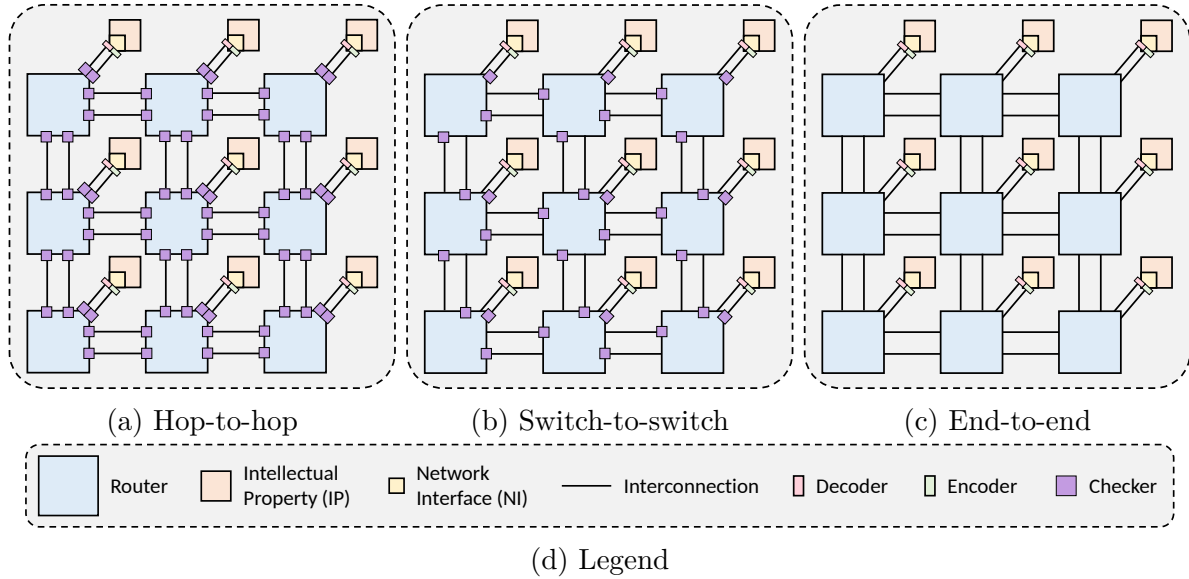 (a) Hop-to-hop
(b) Switch-to-switch
(c) End-to-end
Router
Intellectual
Property (IP)
Network
Interface (NI)
Interconnection
Decoder
Encoder
Checker
(d) Legend